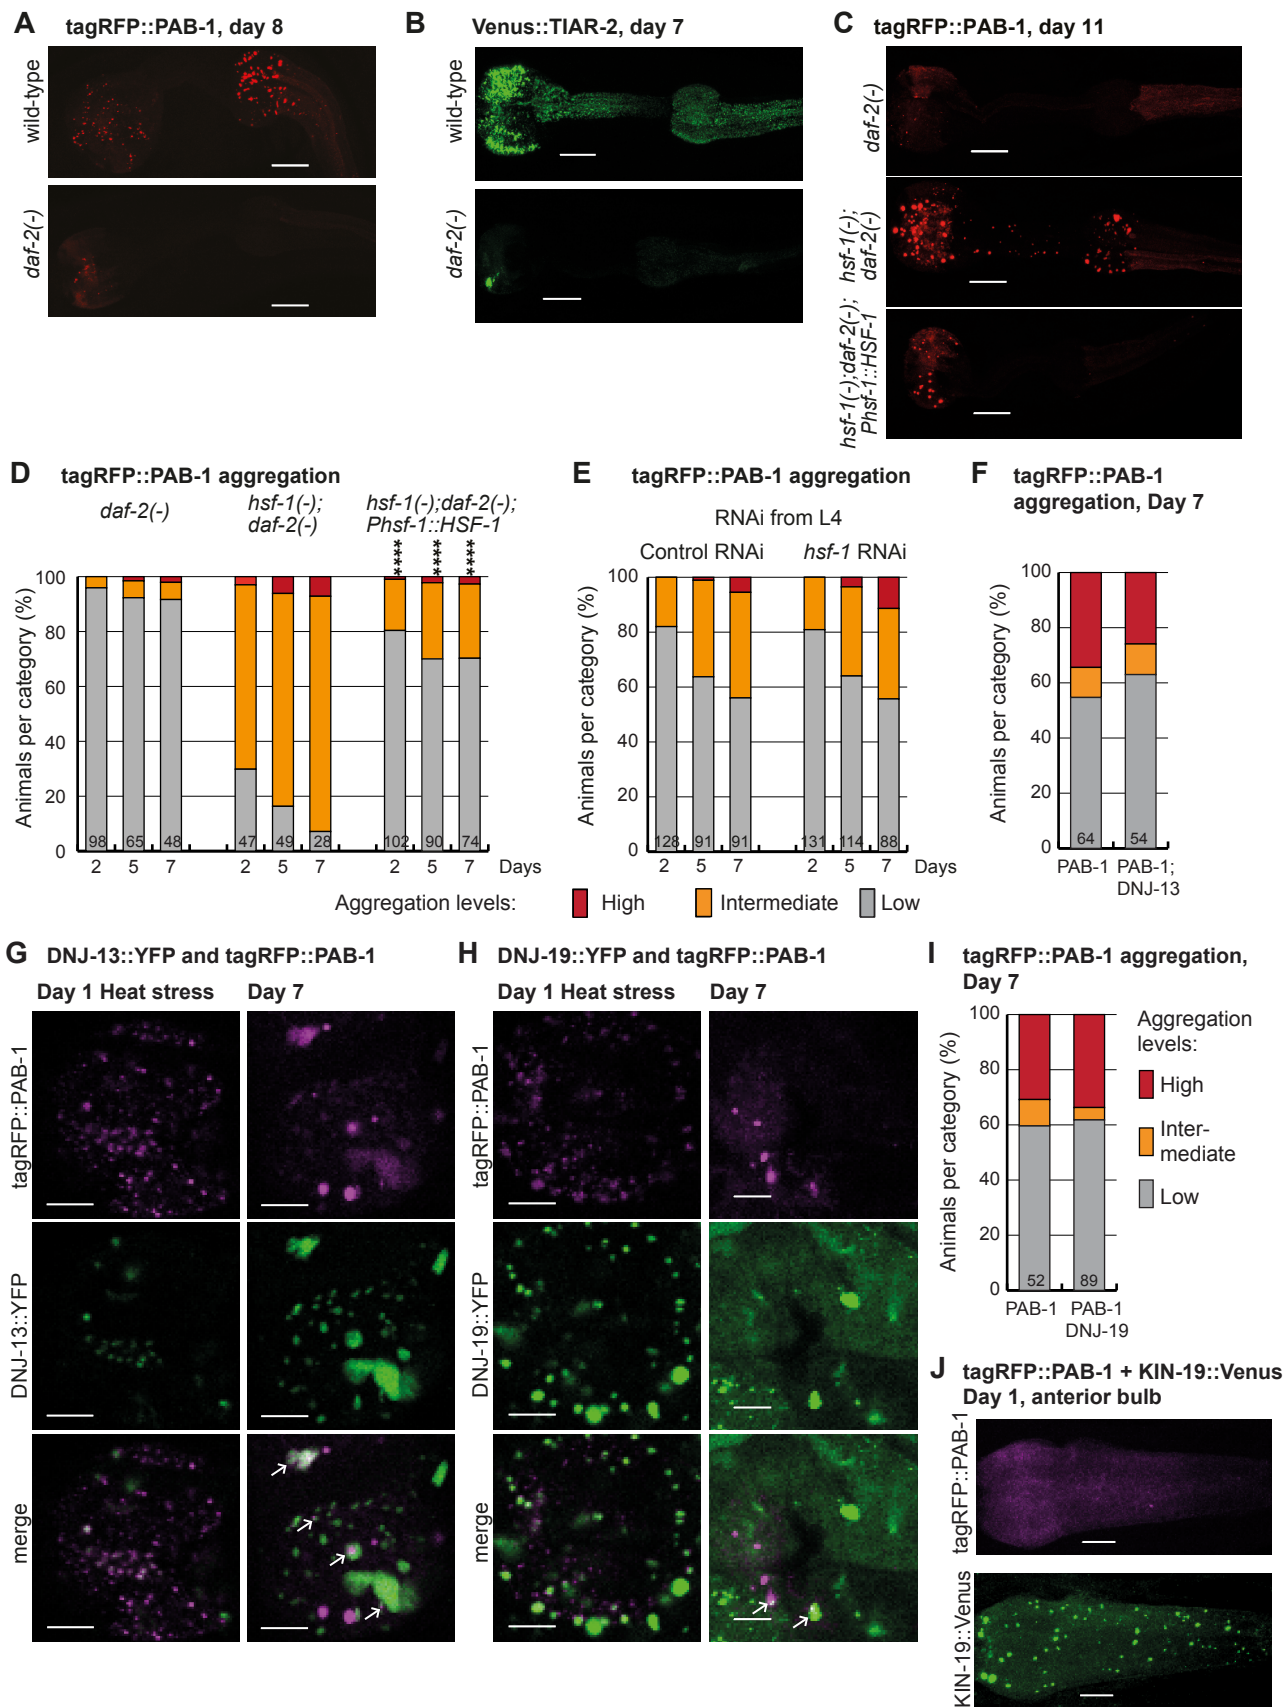 A tagRFP::PAB-1, day 8
wild-type
daf-2(-)
B Venus::TIAR-2, day 7
wild-type
daf-2(-)
C tagRFP::PAB-1, day 11
daf-2(-)
hsf-1(-);
daf-2(-)
hsf-1(-);daf-2(-);
Phsf-1::HSF-1
D tagRFP::PAB-1 aggregation
daf-2(-)
hsf-1(-);
daf-2(-)
hsf-1(-);daf-2(-);
Phsf-1::HSF-1
**** **** ****
Animals per category (%)
100
80
60
40
20
0
98 65 48 47 49 28 102 90 74
2 5 7 2 5 7 2 5 7 Days
E tagRFP::PAB-1 aggregation
RNAi from L4
Control RNAi hsf-1 RNAi
Animals per category (%)
100
80
60
40
20
0
128 91 91 131 114 88
2 5 7 2 5 7 Days
F tagRFP::PAB-1
aggregation, Day 7
Animals per category (%)
100
80
60
40
20
0
64 54
PAB-1 PAB-1;
DNJ-13
Aggregation levels: High Intermediate Low
G DNJ-13::YFP and tagRFP::PAB-1
Day 1 Heat stress Day 7
tagRFP::PAB-1
DNJ-13::YFP
merge
H DNJ-19::YFP and tagRFP::PAB-1
Day 1 Heat stress Day 7
tagRFP::PAB-1
DNJ-19::YFP
merge
I tagRFP::PAB-1 aggregation,
Day 7
Animals per category (%)
100
80
60
40
20
0
52 89
PAB-1 PAB-1
DNJ-19
Aggregation
levels:
High
Inter-
mediate
Low
J tagRFP::PAB-1 + KIN-19::Venus
Day 1, anterior bulb
tagRFP::PAB-1
KIN-19::Venus